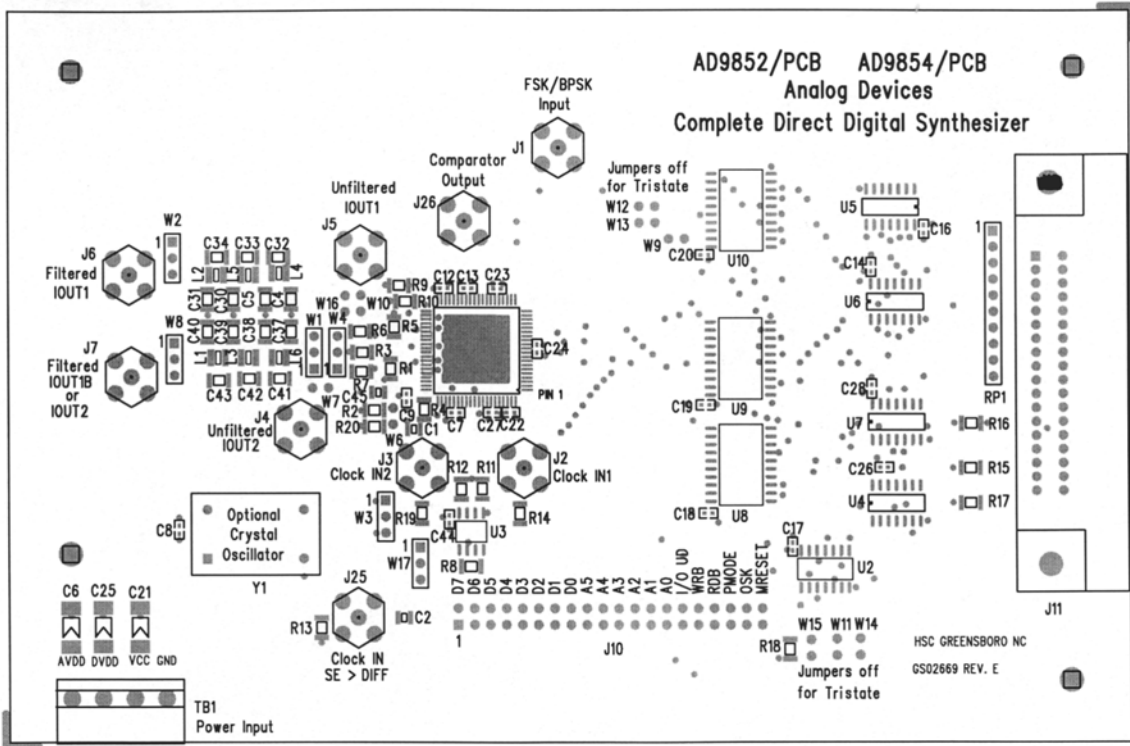 AD9852/PCB AD9854/PCB
Analog Devices
Complete Direct Digital Synthesizer
FSK/BPSK
Input
J1
Comparator
Output
J26
Unfiltered
IOUT1
J5
Jumpers off
for Tristate
W12
W13
W9
C20
U10
U5
C16
C14
U6
1
RP1
J6
Filtered
IOUT1
W2
1
C34 C33 C32
L2 L5 L4
C31 C30 C5 C4
C40 C39 C38 C37
L1 L3 L6
C43 C42 C41
W8
1
J7
Filtered
IOUT1B
or
IOUT2
W16
W1 W4
1 1
W10
R9
R10
C12 C13 C23
R6
R5
R3
R1
R7
C45
R2
R20
C9
R4
C1
W6
W7
C7
C27 C22
C24
PIN 1
J4
Unfiltered
IOUT2
J3
Clock IN2
R12 R11
J2
Clock IN1
C19
U9
C28
U7
R16
C26
R15
U4
R17
C18
U8
C17
U2
C8
Optional
Crystal
Oscillator
Y1
1
W3
R19
C44
U3
R14
1
W17
R8
J25
R13
C2
Clock IN
SE > DIFF
D7 D6 D5 D4 D3 D2 D1 D0 A5 A4 A3 A2 A1 A0 I/O UD WRB RDB PMODE OSK MRESET
1
J10
R18
W15 W11 W14
Jumpers off
for Tristate
J11
HSC GREENSBORO NC
GS02669 REV. E
C6 C25 C21
AVDD DVDD VCC GND
TB1
Power Input